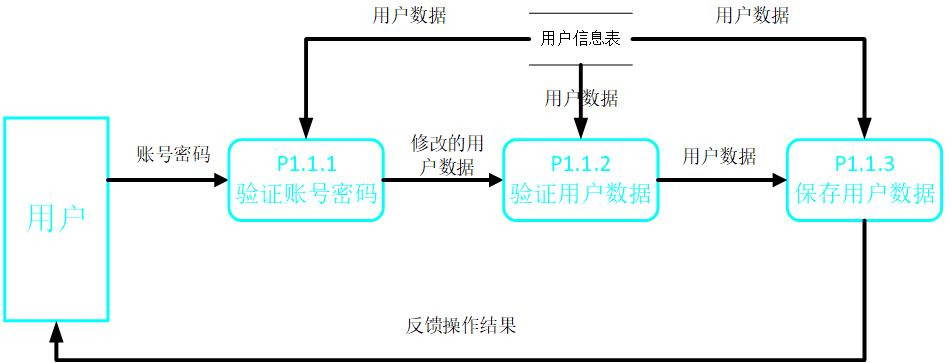 用户数据
用户数据
用户信息表
用户数据
账号密码
修改的用
户数据
用户数据
P1.1.1
验证账号密码
P1.1.2
验证用户数据
P1.1.3
保存用户数据
用户
反馈操作结果